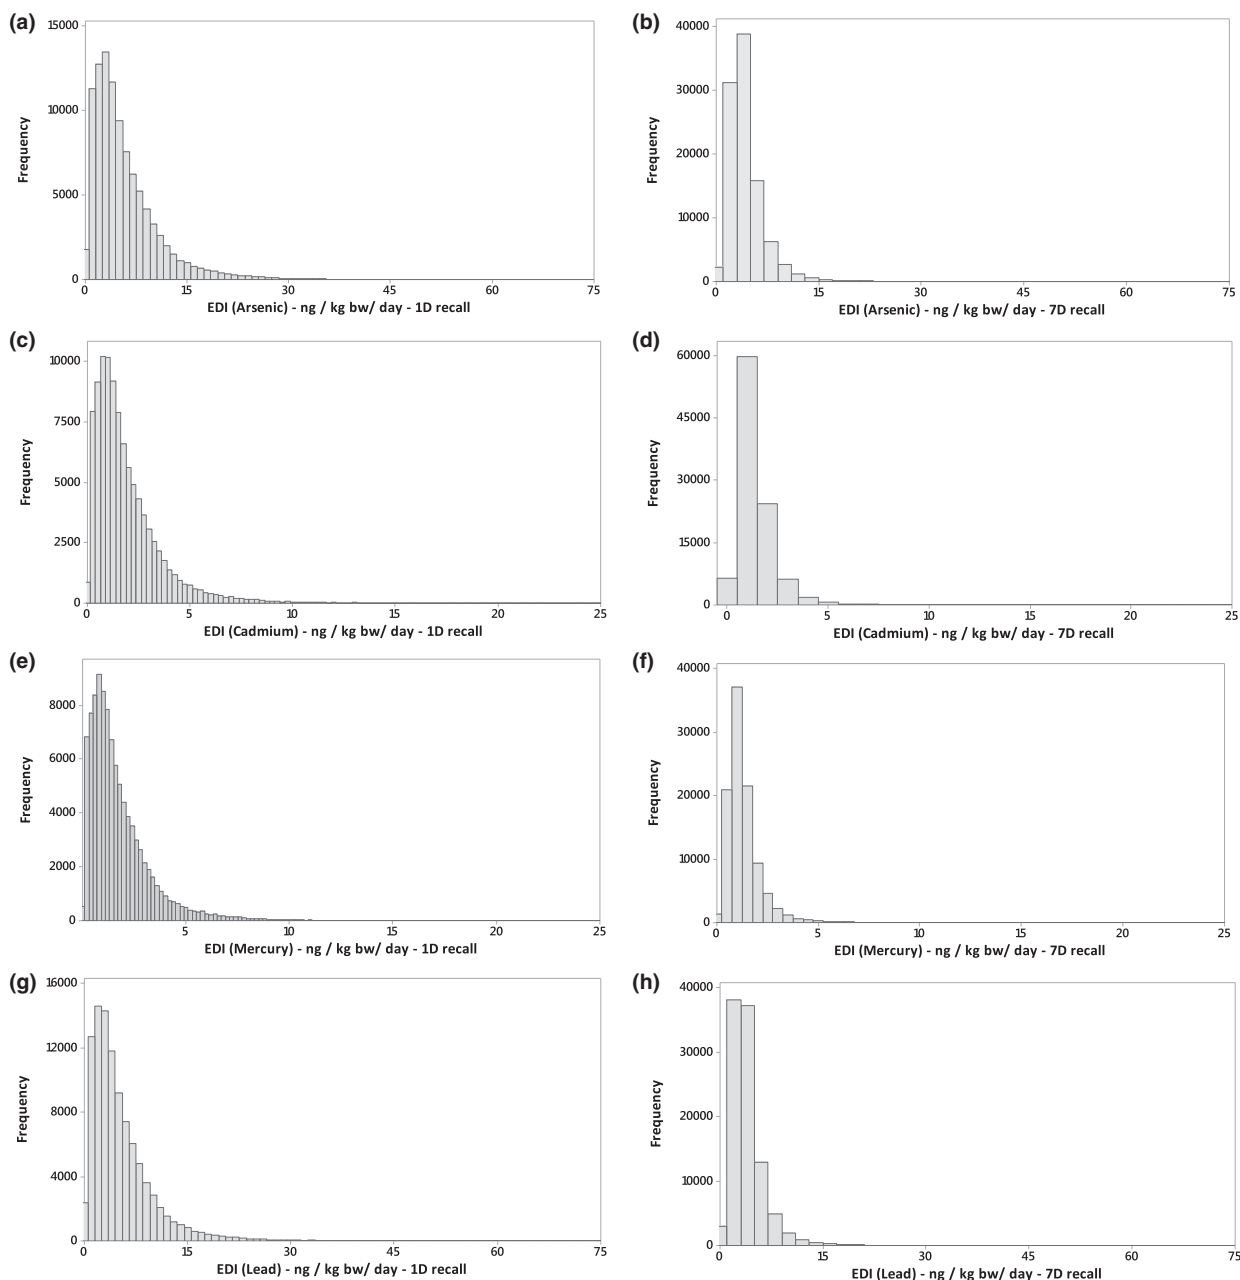 (a)
15000
10000
5000
0
Frequency
0 15 30 45 60 75
EDI (Arsenic) - ng / kg bw/ day - 1D recall
(b)
40000
30000
20000
10000
0
Frequency
0 15 30 45 60 75
EDI (Arsenic) - ng / kg bw/ day - 7D recall
(c)
10000
7500
5000
2500
0
Frequency
0 5 10 15 20 25
EDI (Cadmium) - ng / kg bw/ day - 1D recall
(d)
60000
45000
30000
15000
0
Frequency
0 5 10 15 20 25
EDI (Cadmium) - ng / kg bw/ day - 7D recall
(e)
8000
6000
4000
2000
0
Frequency
5 10 15 20 25
EDI (Mercury) - ng / kg bw/ day - 1D recall
(f)
40000
30000
20000
10000
0
Frequency
0 5 10 15 20 25
EDI (Mercury) - ng / kg bw/ day - 7D recall
(g)
16000
12000
8000
4000
0
Frequency
0 15 30 45 60 75
EDI (Lead) - ng / kg bw/ day - 1D recall
(h)
40000
30000
20000
10000
0
Frequency
0 15 30 45 60 75
EDI (Lead) - ng / kg bw/ day - 7D recall